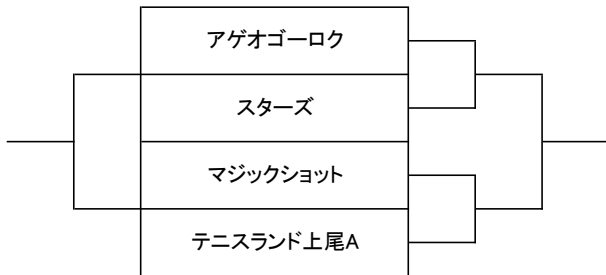 アゲオゴーロク
スターズ
マジックショット
テニスランド上尾A